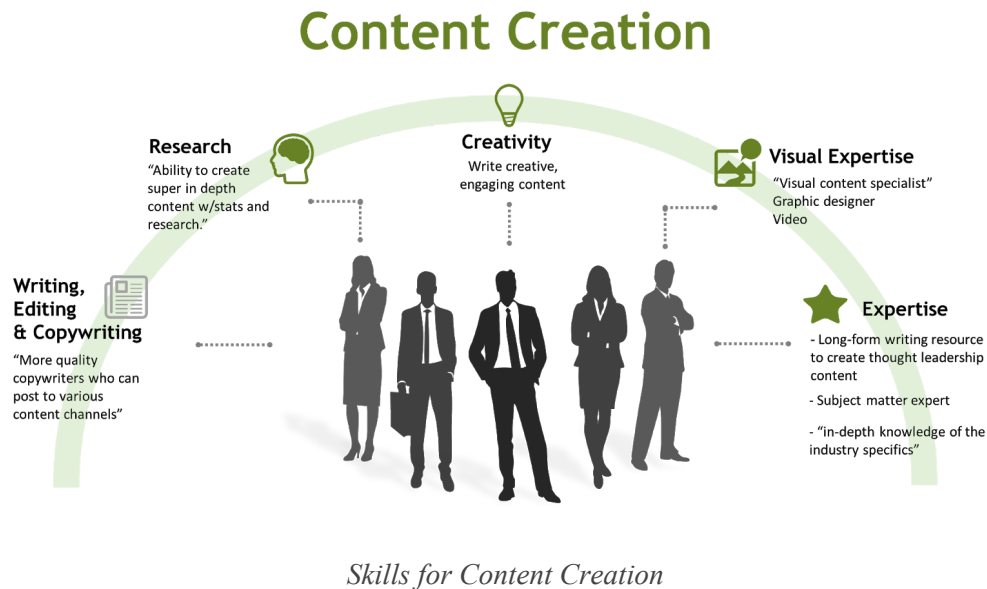 Content Creation
Research
“Ability to create
super in depth
content w/stats and
research.”
Creativity
Write creative,
engaging content
Visual Expertise
“Visual content specialist”
Graphic designer
Video
Writing,
Editing
& Copywriting
“More quality
copywriters who can
post to various
content channels”
Expertise
- Long-form writing resource
to create thought leadership
content
- Subject matter expert
- “in-depth knowledge of the
industry specifics”
Skills for Content Creation